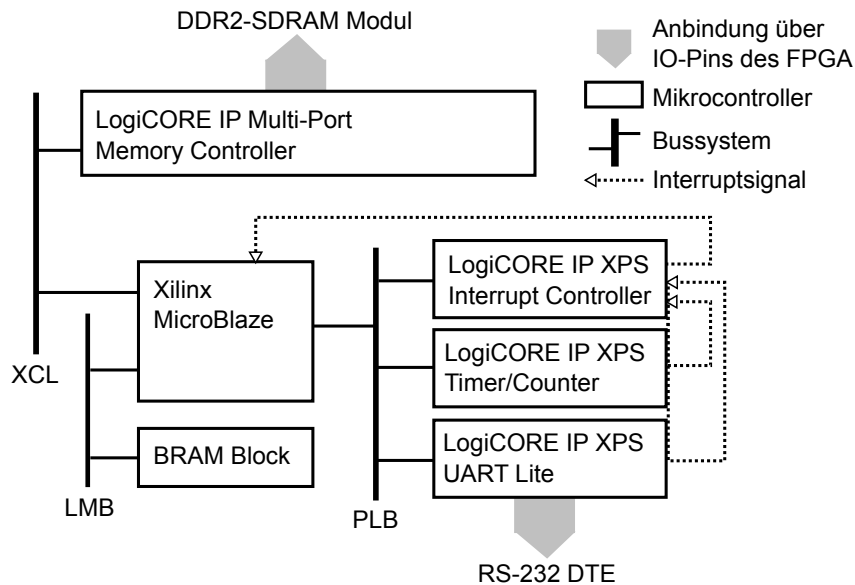 DDR2-SDRAM Modul
Anbindung über
IO-Pins des FPGA
Mikrocontroller
Bussystem
Interruptsignal
LogiCORE IP Multi-Port
Memory Controller
Xilinx
MicroBlaze
LogiCORE IP XPS
Interrupt Controller
XCL
LogiCORE IP XPS
Timer/Counter
BRAM Block
LogiCORE IP XPS
UART Lite
LMB
PLB
RS-232 DTE